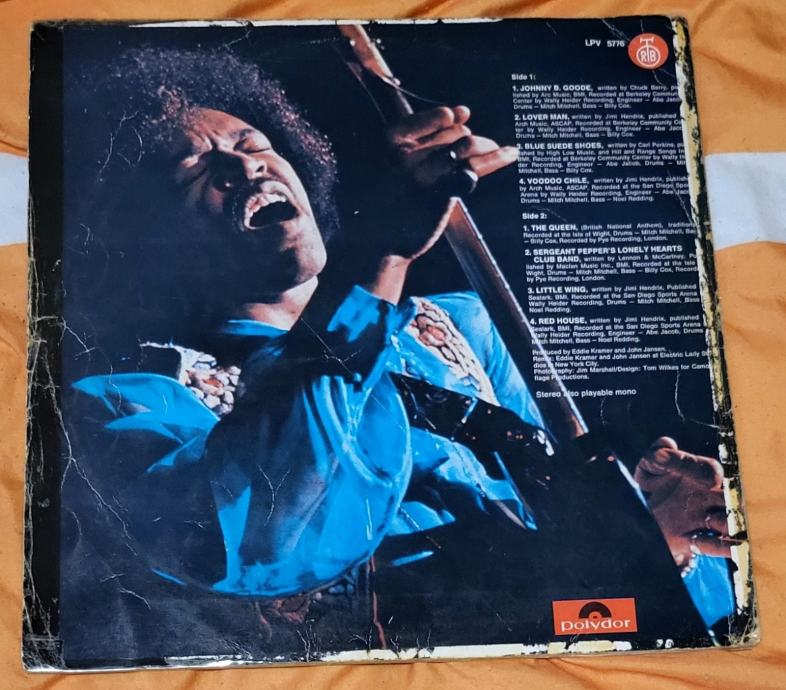 LPV 5776
RTB
Side 1:
1. JOHNNY B. GOODE, written by Chuck Berry,
lished by Arc Music, BMI, Recorded at Berkeley
Center by Wally Heider Recording, Engineer — Abe
Drums — Mitch Mitchell, Bass — Billy Cox.
2. LOVER MAN, written by Jimi Hendrix, published
Arch Music, ASCAP, Recorded at Berkeley Community
ter by Wally Heider Recording, Engineer — Abe
Drums — Mitch Mitchell, Bass — Billy Cox.
3. BLUE SUEDE SHOES, written by Carl Perkins,
lished by High Low Music, and Hill and Range Songs
BMI, Recorded at Berkeley Community Center by Wally
der Recording, Engineer — Abe Jacob, Drums —
Mitchell, Bass — Billy Cox.
4. VOODOO CHILE, written by Jimi Hendrix,
by Arch Music, ASCAP, Recorded at the San Diego
Arena by Wally Heider Recording, Engineer — Abe
Drums — Mitch Mitchell, Bass — Noel Redding.
Side 2:
1. THE QUEEN, (British National Anthem),
Recorded at the Isle of Wight, Drums — Mitch Mitchell,
— Billy Cox, Recorded by Pye Recording, London.
2. SERGEANT PEPPER'S LONELY HEARTS
CLUB BAND, written by Lennon & McCartney,
lished by Maclen Music Inc., BMI, Recorded at the Isle
Wight, Drums — Mitch Mitchell, Bass — Billy Cox,
by Pye Recording, London.
3. LITTLE WING, written by Jimi Hendrix, Published
Sealark, BMI, Recorded at the San Diego Sports Arena
Wally Heider Recording, Drums — Mitch Mitchell, Bass
Noel Redding.
4. RED HOUSE, written by Jimi Hendrix, published
Sealark, BMI, Recorded at the San Diego Sports Arena
Wally Heider Recording, Engineer — Abe Jacob, Drums
Mitch Mitchell, Bass — Noel Redding.
Produced by Eddie Kramer and John Jansen.
Remix: Eddie Kramer and John Jansen at Electric Lady
dios in New York City.
Photography: Jim Marshall/Design: Tom Wilkes for
flage Productions.
Stereo also playable mono
polydor